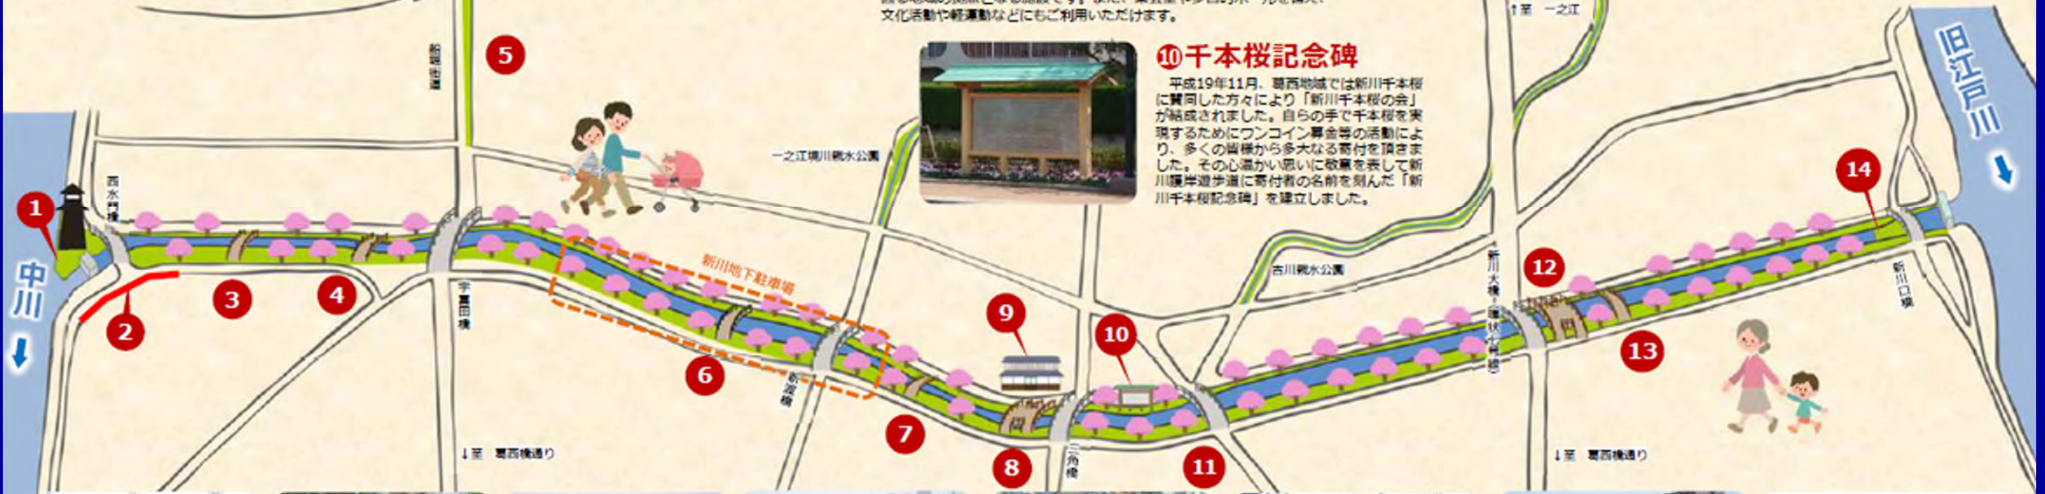 文化活動や軽運動などにもご利用いただけます。
⑩千本桜記念碑
平成19年11月、葛西地域では新川千本桜
に賛同した方々により「新川千本桜の会」
が結成されました。自らの手で千本桜を実
現するためにワンコイン募金等の活動によ
り、多くの皆様から多大なる寄付を頂きま
した。その心温かい思いに敬意を表して新
川護岸遊歩道に寄付者の名前を刻んだ「新
川千本桜記念碑」を建立しました。
↑至 一之江
旧江戸川
船堀街道
5
一之江境川親水公園
14
1
西水門橋
中川
2
3
4
宇喜田橋
新川地下駐車場
6
新渡橋
7
9
10
8
三角橋
11
古川親水公園
新川大橋(環状七号線)
12
13
新川口橋
↓至 葛西橋通り
↓至 葛西橋通り